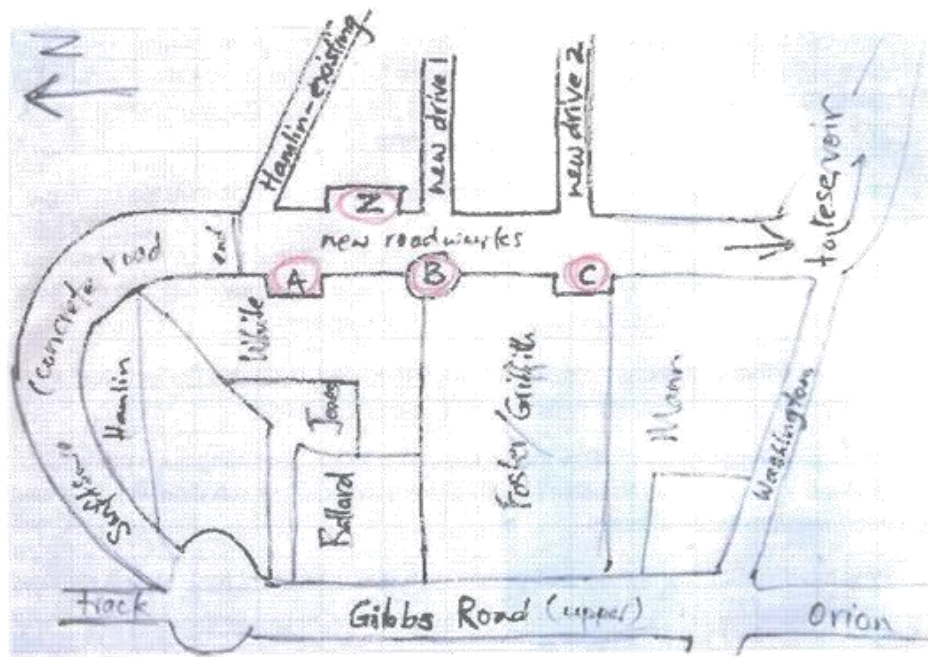 N
Hamlin-existing
new drive 1
new drive 2
to reservoir
Z
(concrete road
end
new roadworks
A
B
C
White
Hamlin
Jones
Foster Griffith
Mann
Ballard
Washington
track
Gibbs Road (upper)
Orion